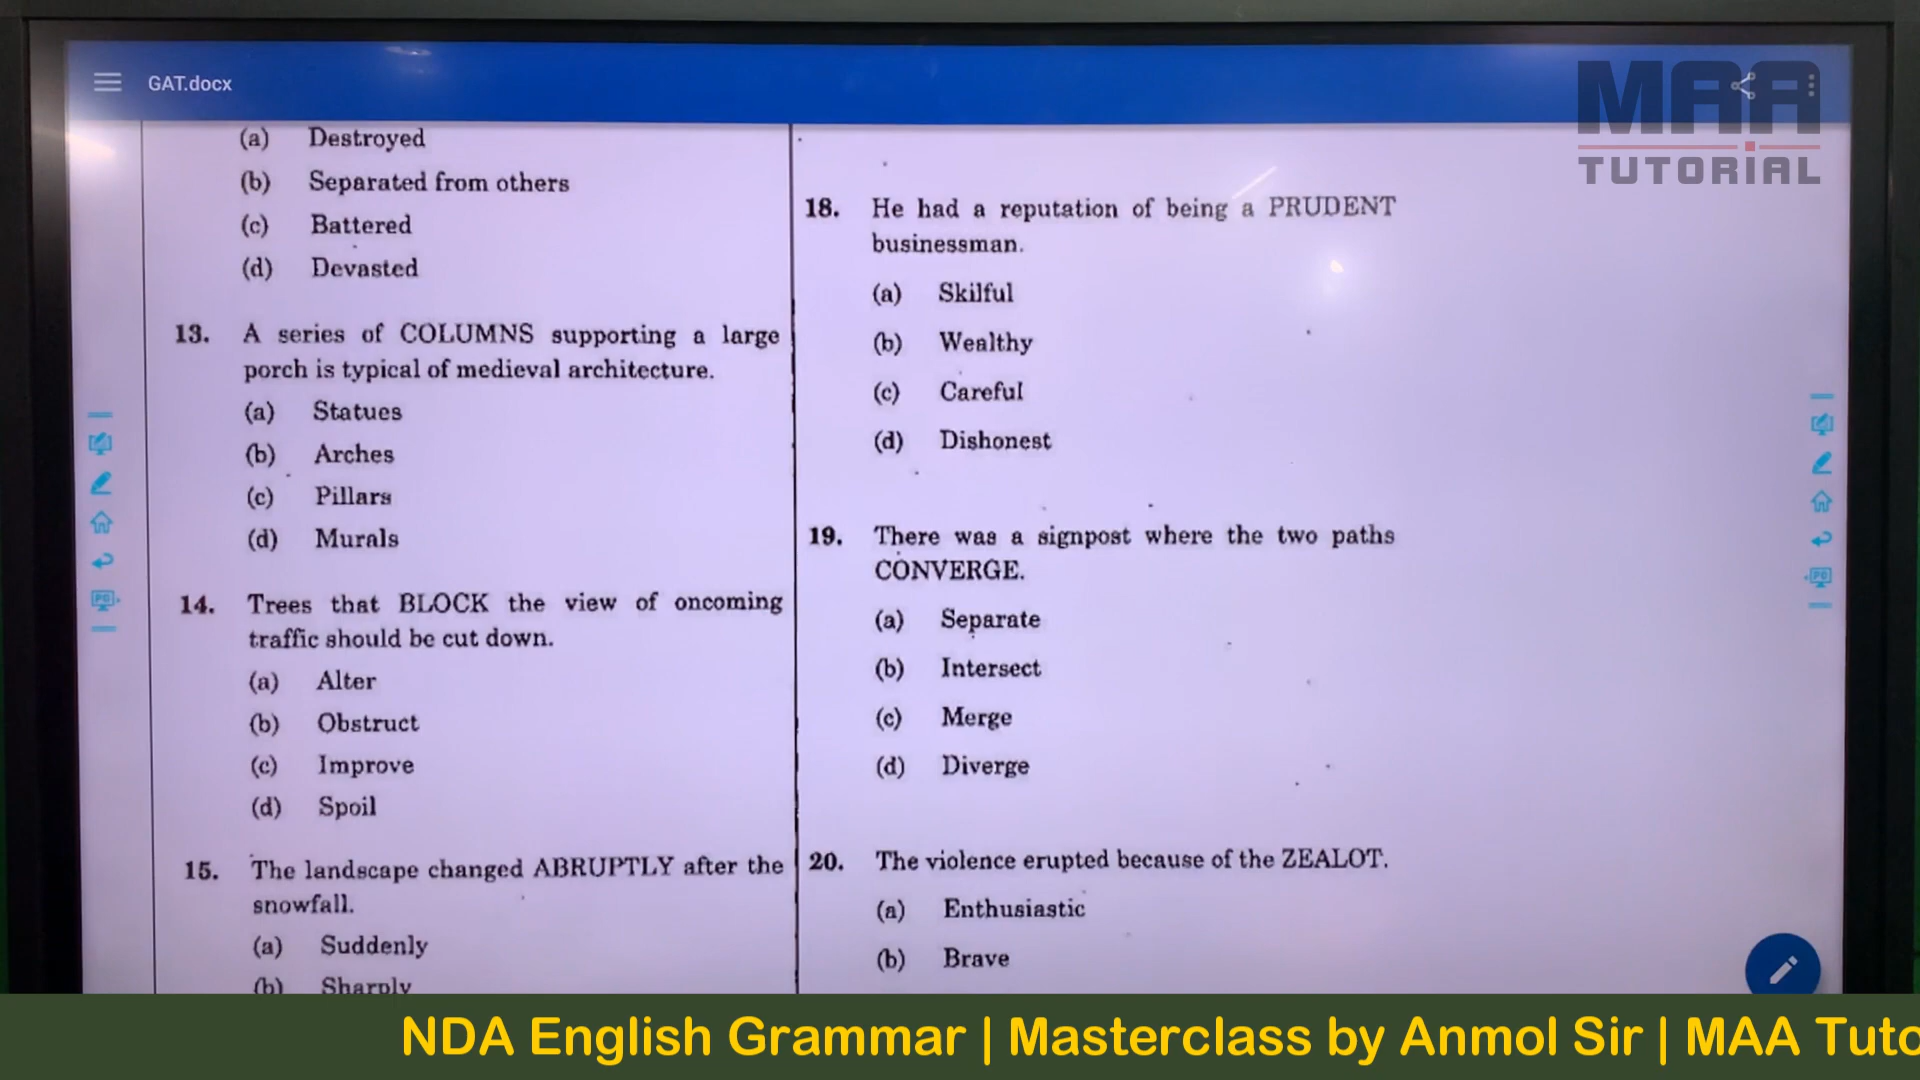 GAT.docx
MAA
TUTORIAL
(a) Destroyed
(b) Separated from others
(c) Battered
(d) Devasted
13. A series of COLUMNS supporting a large
porch is typical of medieval architecture.
(a) Statues
(b) Arches
(c) Pillars
(d) Murals
14. Trees that BLOCK the view of oncoming
traffic should be cut down.
(a) Alter
(b) Obstruct
(c) Improve
(d) Spoil
15. The landscape changed ABRUPTLY after the
snowfall.
(a) Suddenly
(b) Sharply
18. He had a reputation of being a PRUDENT
businessman.
(a) Skilful
(b) Wealthy
(c) Careful
(d) Dishonest
19. There was a signpost where the two paths
CONVERGE.
(a) Separate
(b) Intersect
(c) Merge
(d) Diverge
20. The violence erupted because of the ZEALOT.
(a) Enthusiastic
(b) Brave
PC
PC
NDA English Grammar | Masterclass by Anmol Sir | MAA Tuto